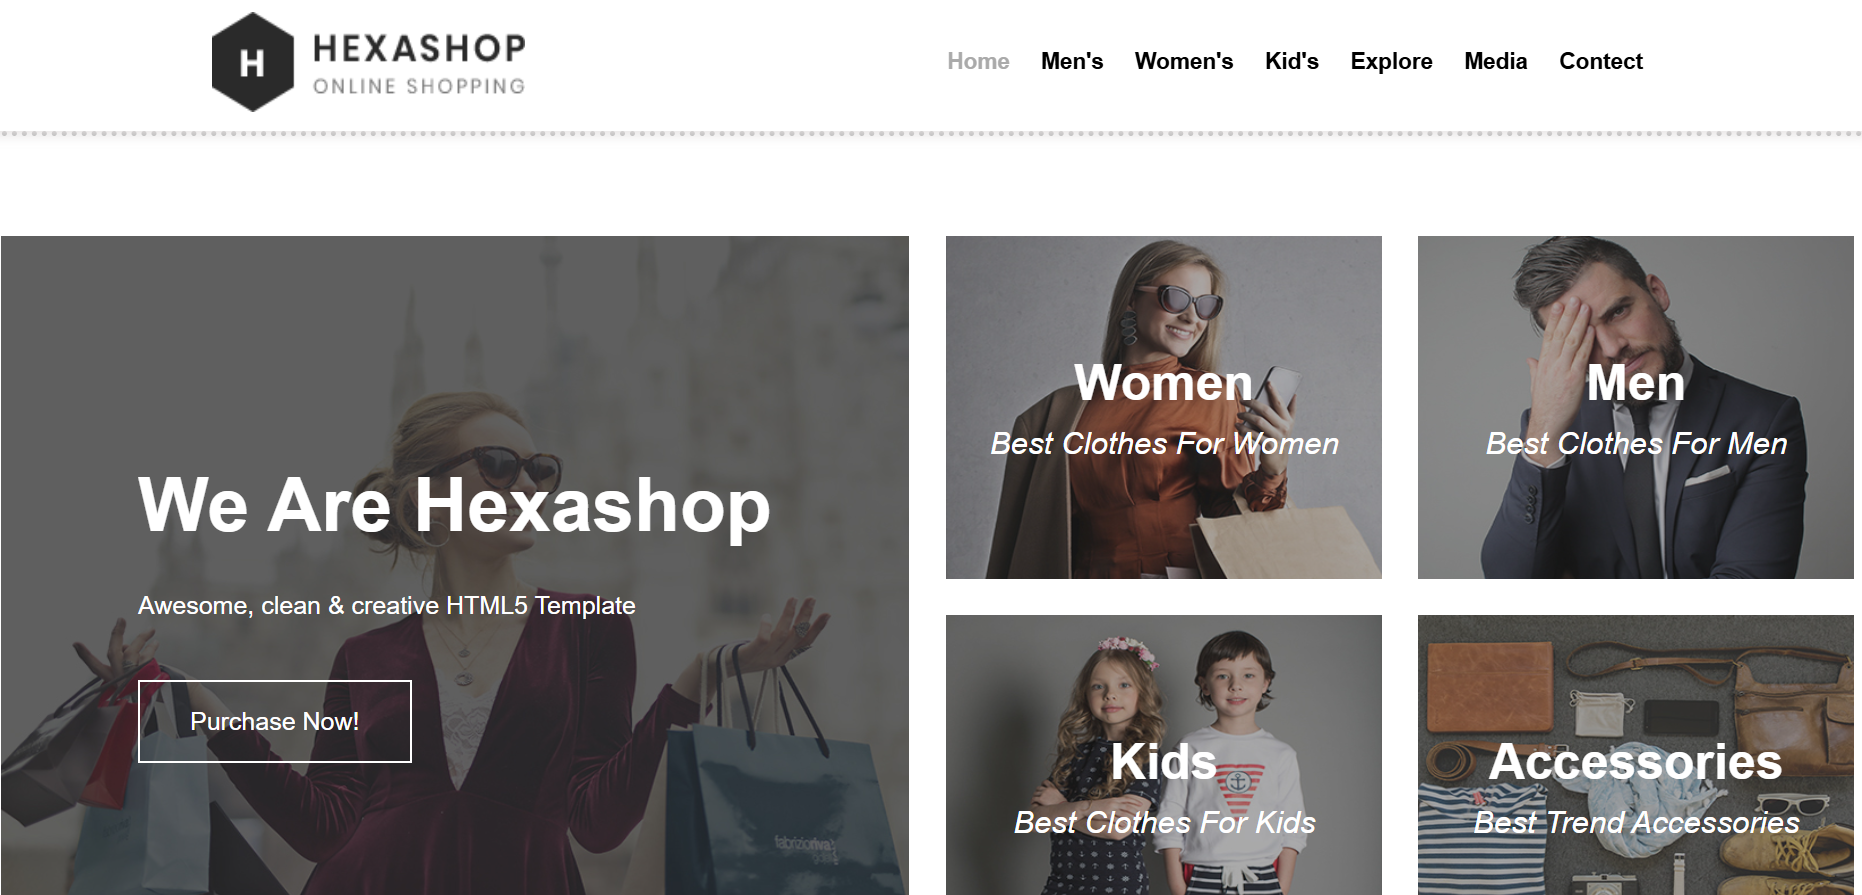 H
HEXASHOP
ONLINE SHOPPING
Home Men's Women's Kid's Explore Media Contect
We Are Hexashop
Awesome, clean & creative HTML5 Template
Purchase Now!
fabrizioriva
Women
Best Clothes For Women
Men
Best Clothes For Men
Kids
Best Clothes For Kids
Accessories
Best Trend Accessories